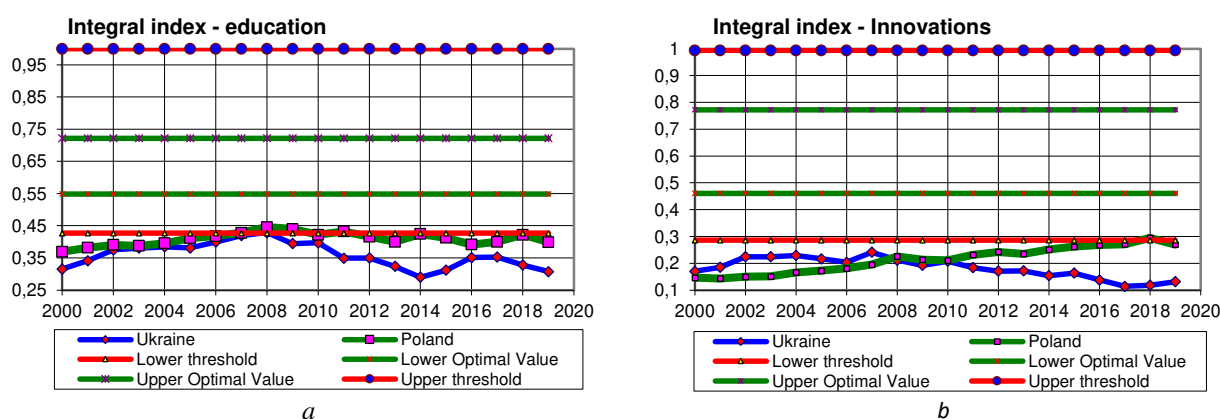 Integral index - education
0,95
0,85
0,75
0,65
0,55
0,45
0,35
0,25
2000 2002 2004 2006 2008 2010 2012 2014 2016 2018 2020
Ukraine Poland
Lower threshold Lower Optimal Value
Upper Optimal Value Upper threshold
a
Integral index - Innovations
1
0,9
0,8
0,7
0,6
0,5
0,4
0,3
0,2
0,1
2000 2002 2004 2006 2008 2010 2012 2014 2016 2018 2020
Ukraine Poland
Lower threshold Lower Optimal Value
Upper Optimal Value Upper threshold
b